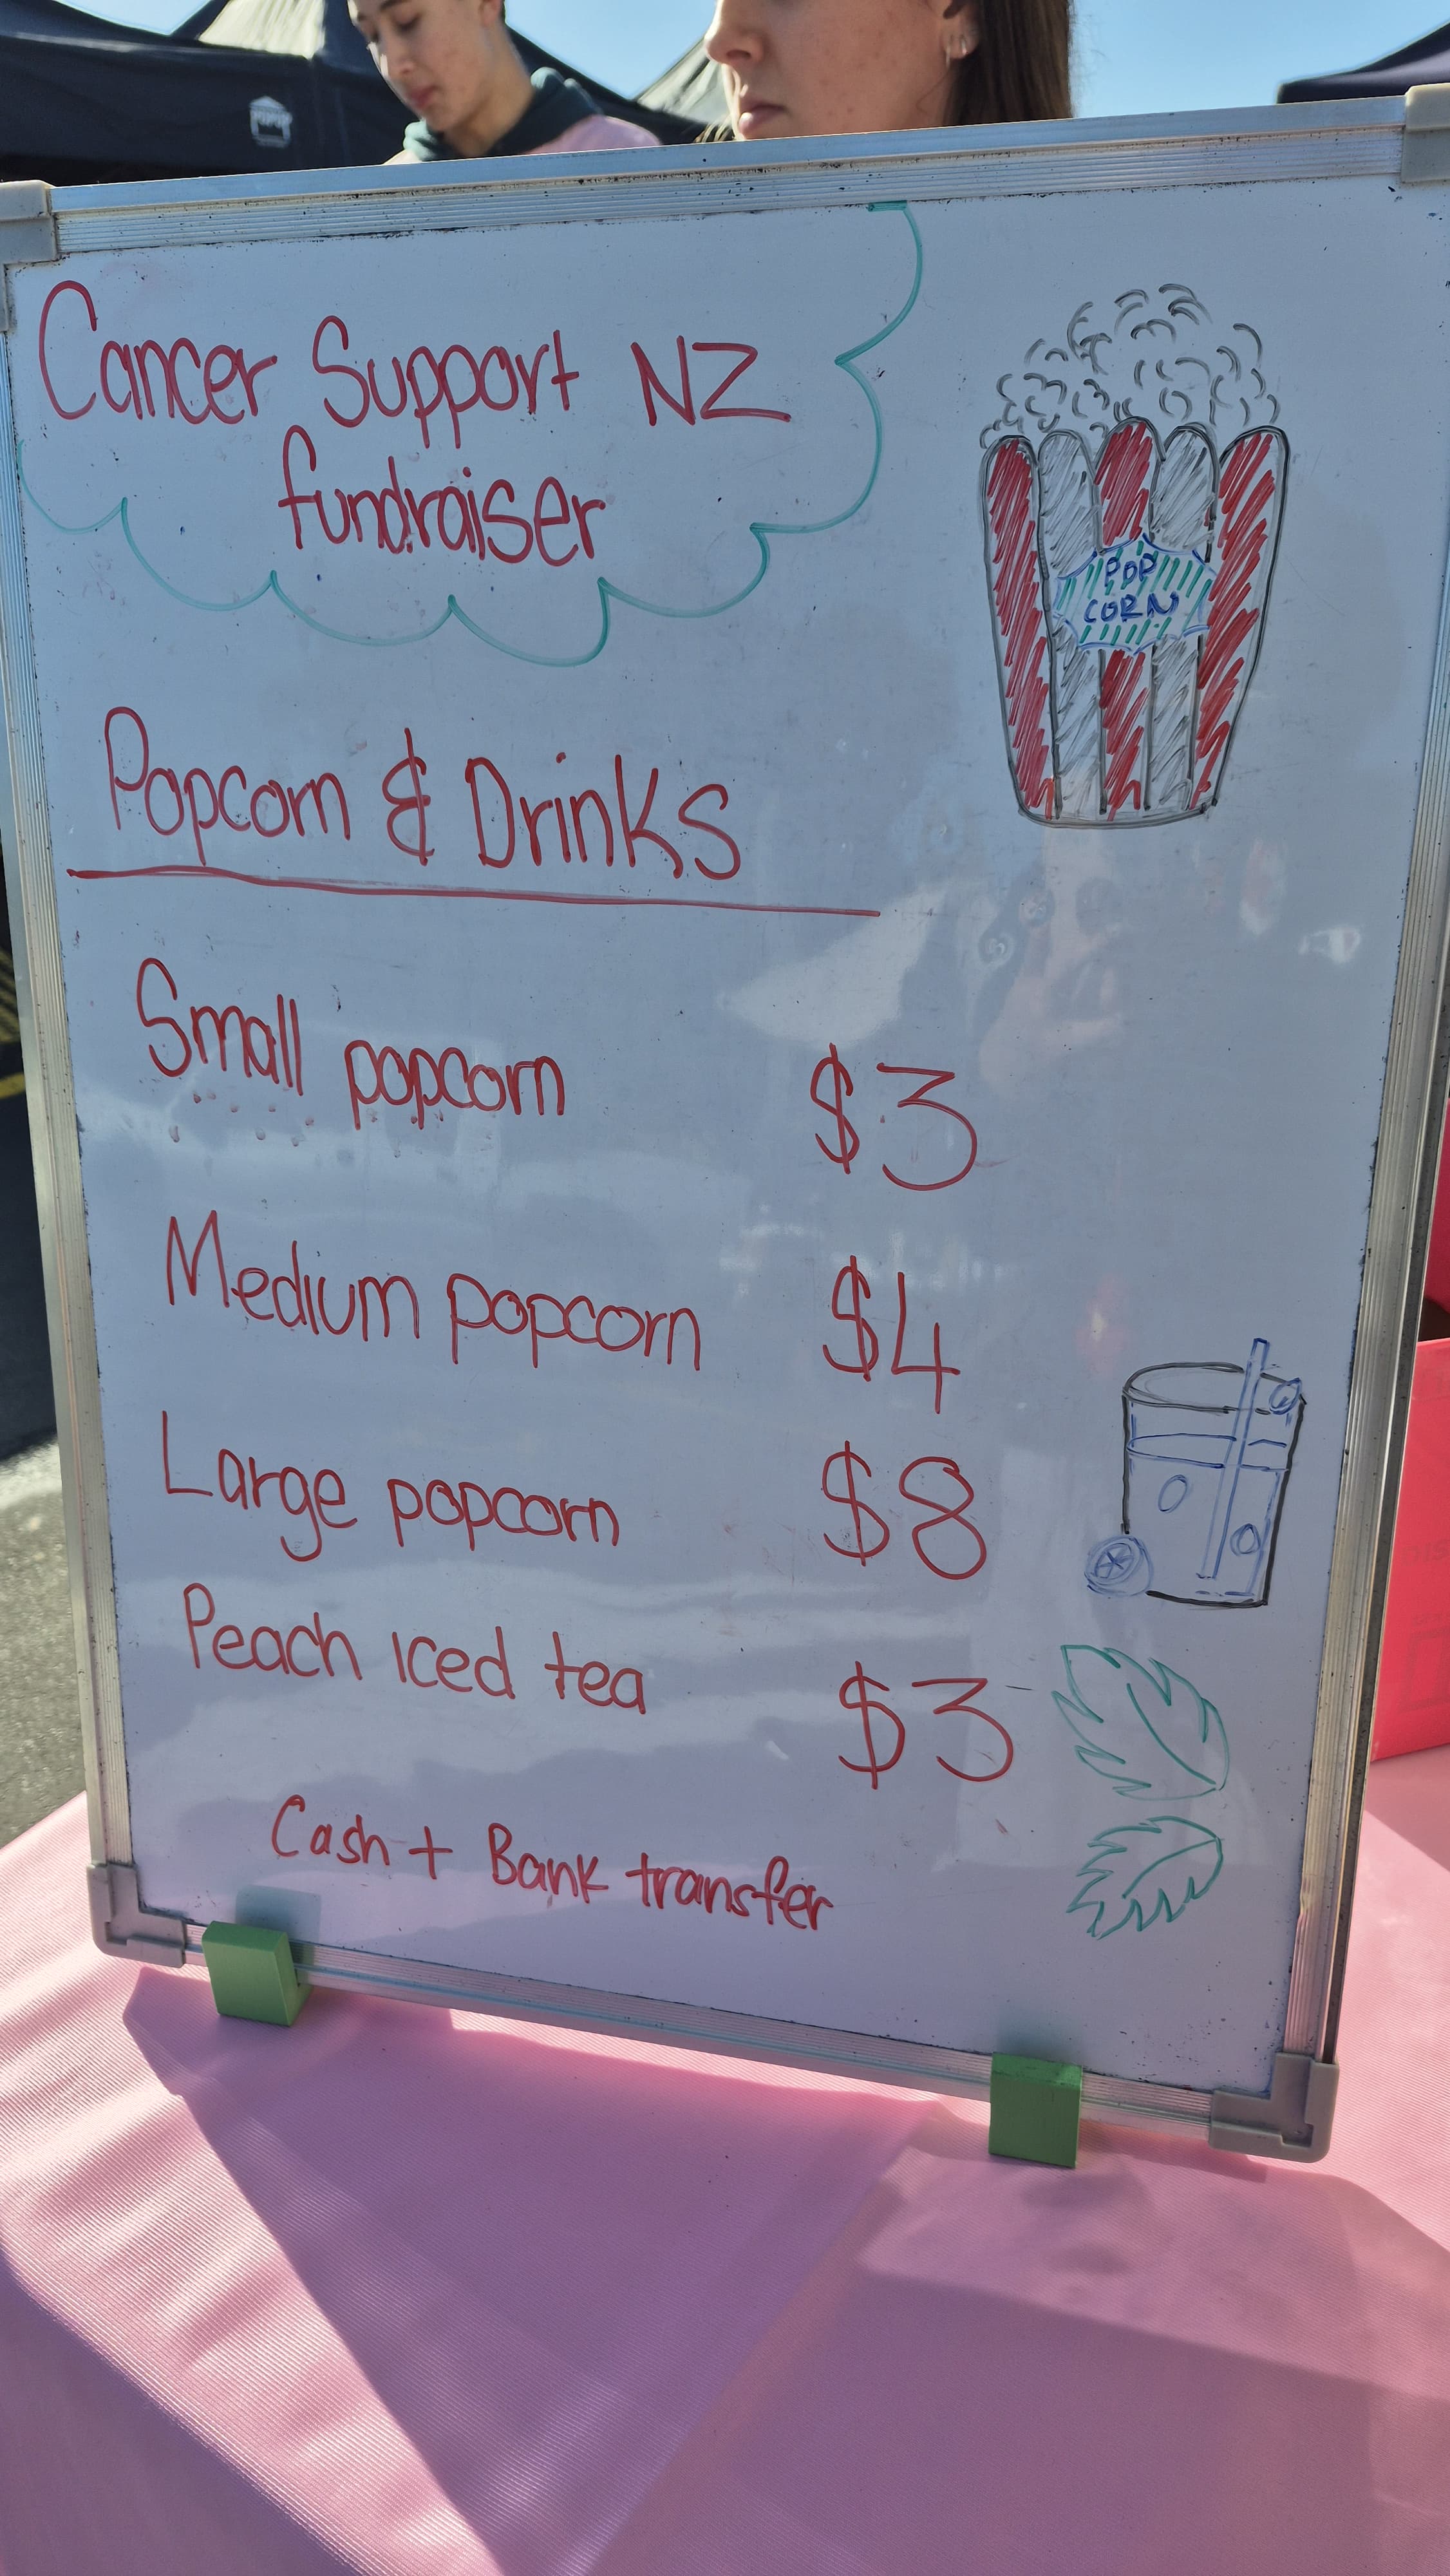 Cancer Support NZ
fundraiser
POP
CORN
Popcorn & Drinks
Small popcorn $3
Medium popcorn $4
Large popcorn $8
Peach iced tea $3
Cash + Bank transfer